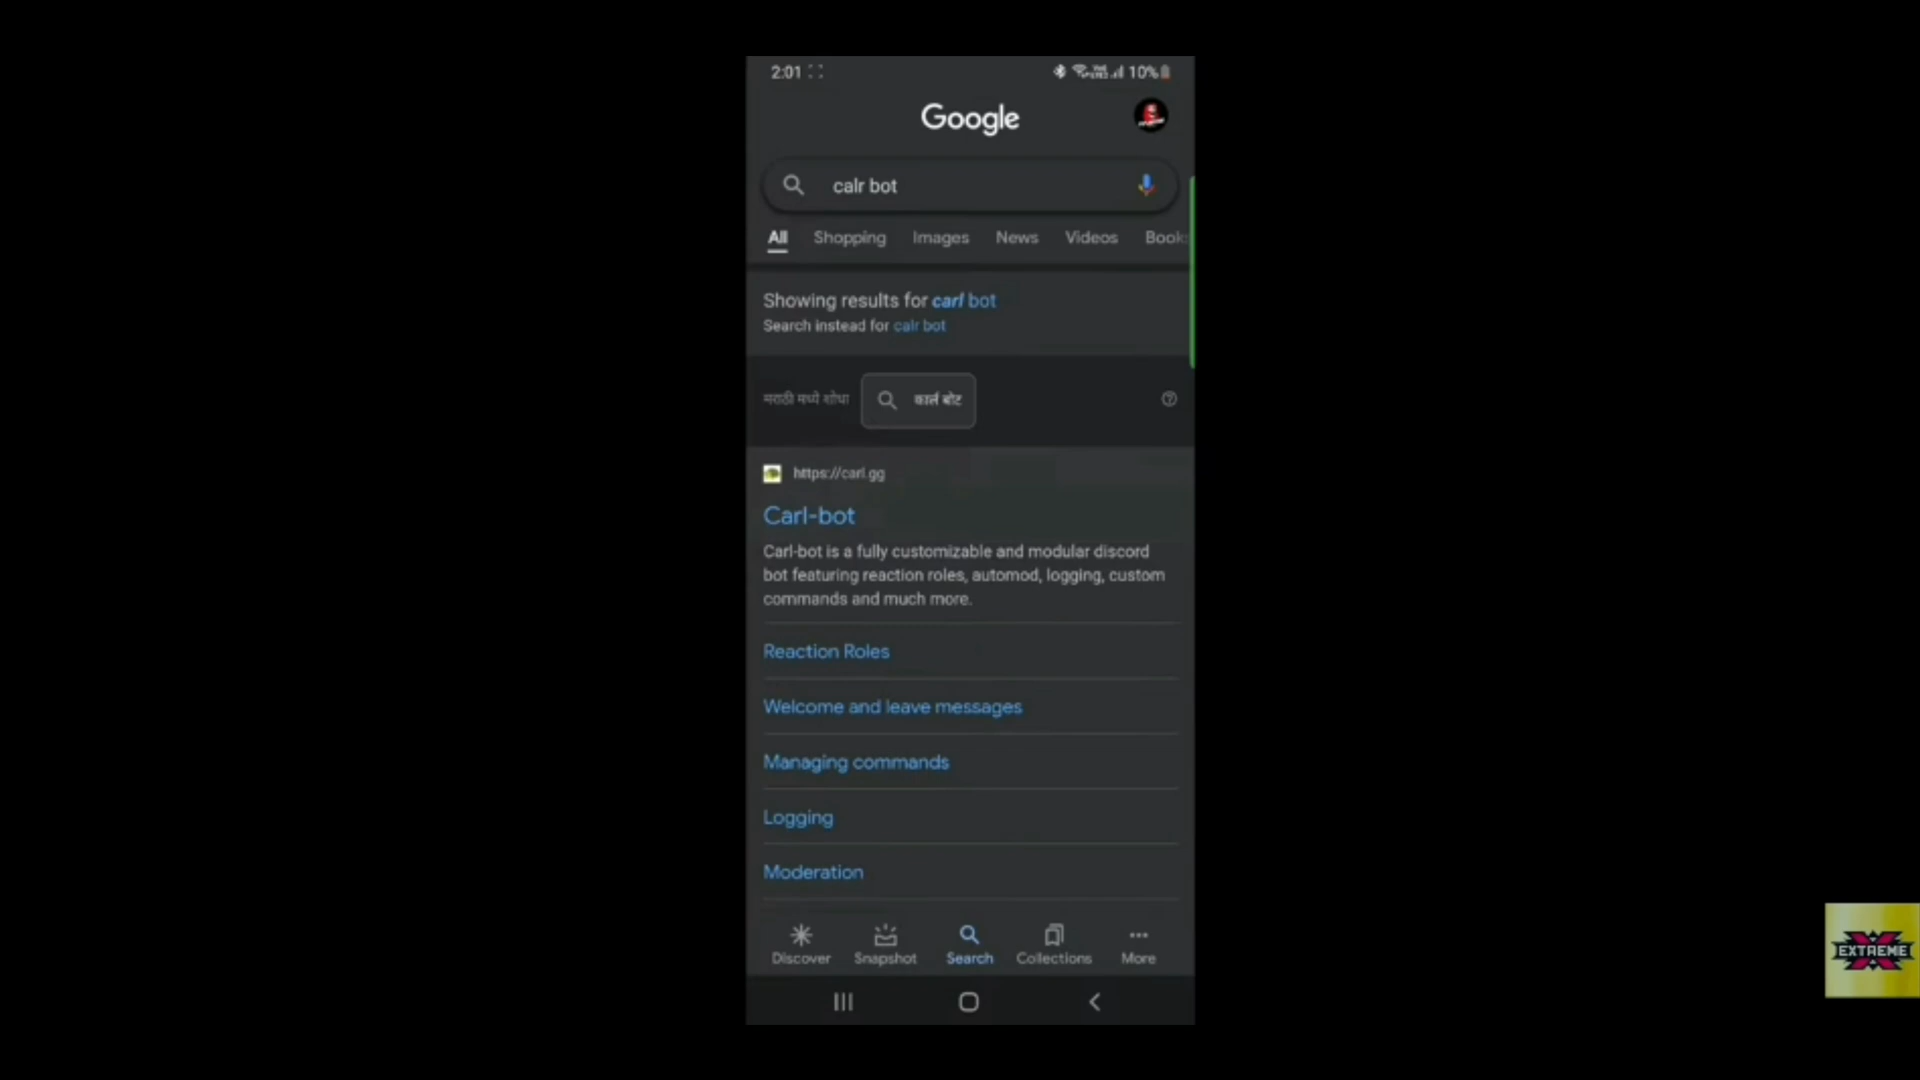 2:01
10%
Google
calr bot
All Shopping Images News Videos Book
Showing results for carl bot
Search instead for calr bot
मराठी मध्ये शोधा
कार्ल बोट
https://carl.gg
Carl-bot
Carl-bot is a fully customizable and modular discord
bot featuring reaction roles, automod, logging, custom
commands and much more.
Reaction Roles
Welcome and leave messages
Managing commands
Logging
Moderation
Discover Snapshot Search Collections More
EXTREME